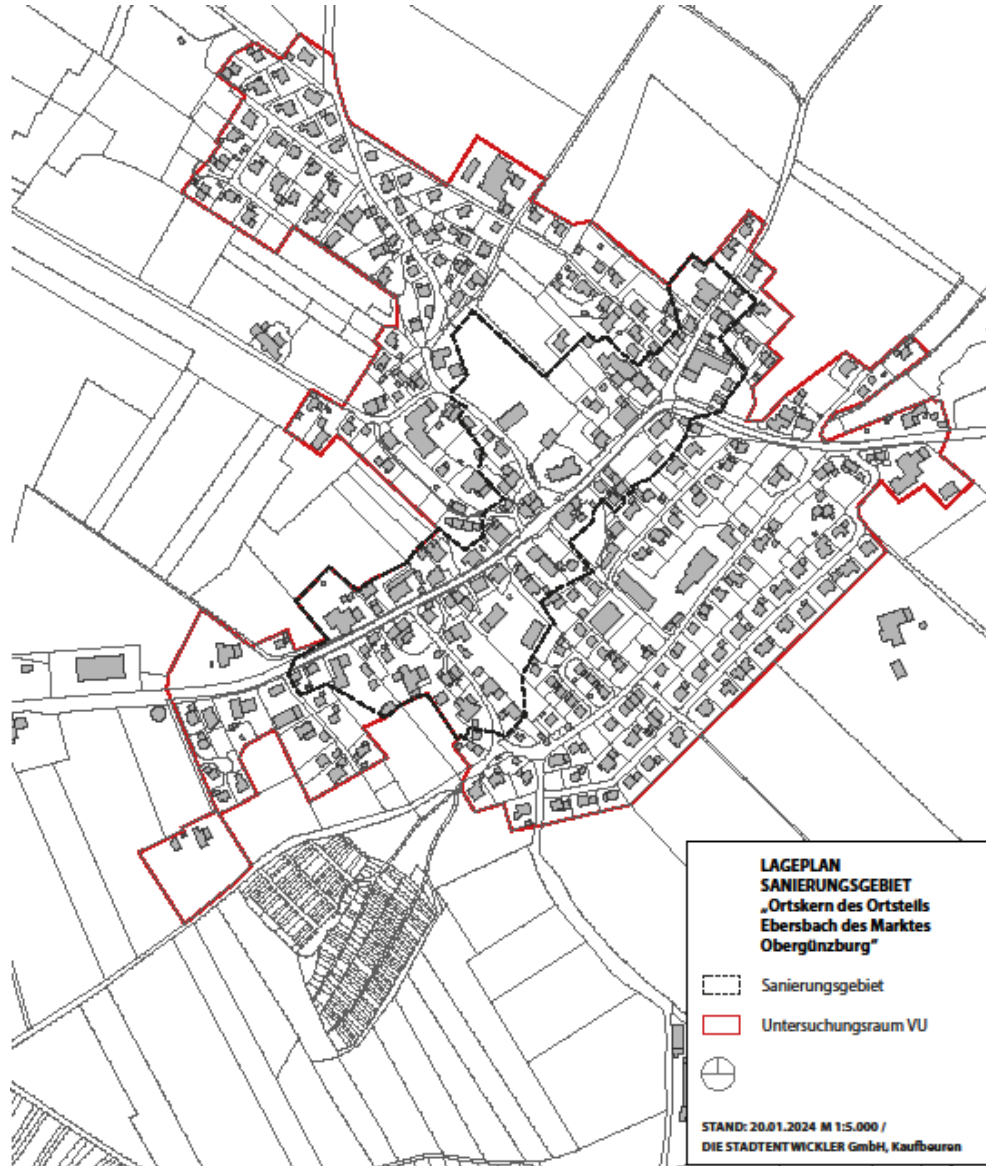 LAGEPLAN
SANIERUNGSGEBIET
„Ortskern des Ortsteils
Ebersbach des Marktes
Obergünzburg"
Sanierungsgebiet
Untersuchungsraum VU
STAND: 20.01.2024 M 1:5.000 /
DIE STADTENTWICKLER GmbH, Kaufbeuren